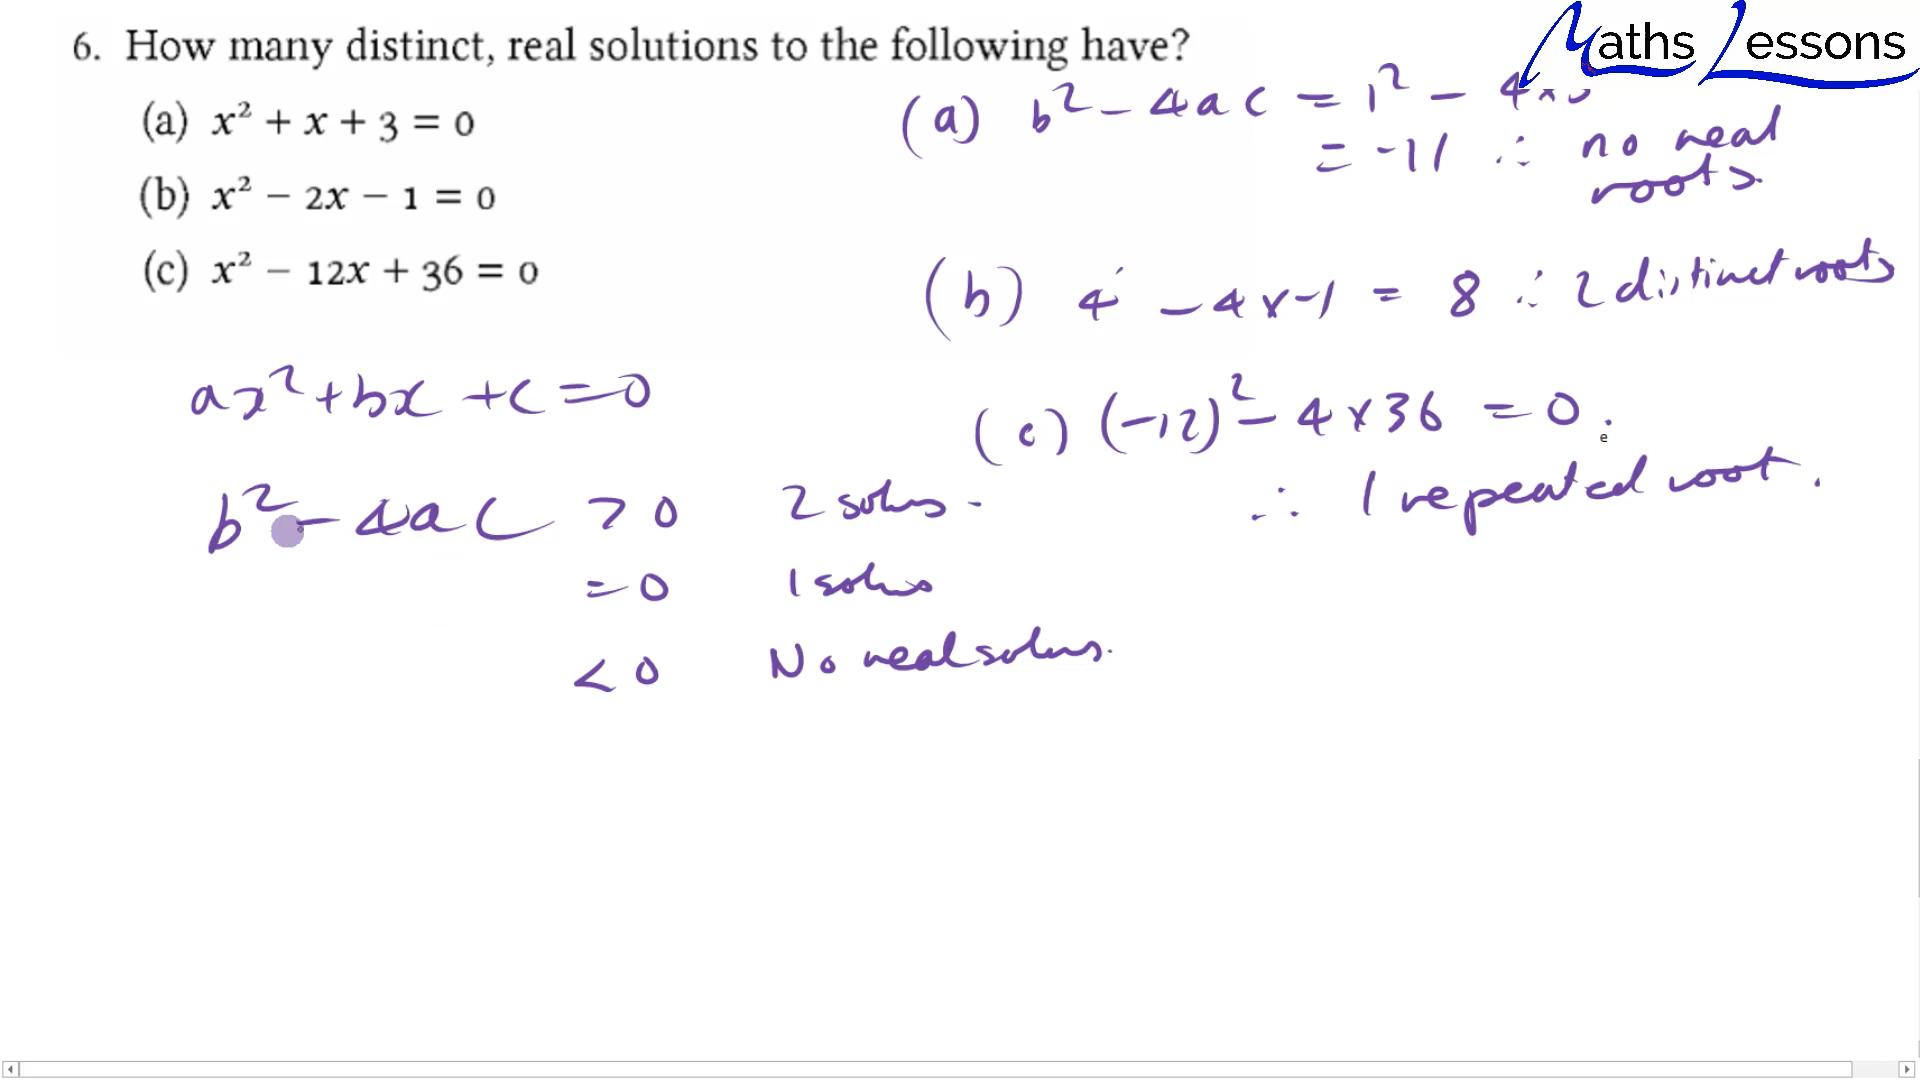 Maths Lessons
6. How many distinct, real solutions to the following have?
(a) x² + x + 3 = 0
(b) x² − 2x − 1 = 0
(c) x² − 12x + 36 = 0
(a) b² − 4ac = 1² − 4×3
= −11 ∴ no real
roots.
(b) 4 − 4×−1 = 8 ∴ 2 distinct roots
(c) (−12)² − 4×36 = 0.
∴ 1 repeated root.
ax² + bx + c = 0
b² − 4ac > 0 2 solns.
= 0 1 solns
< 0 No real solns.